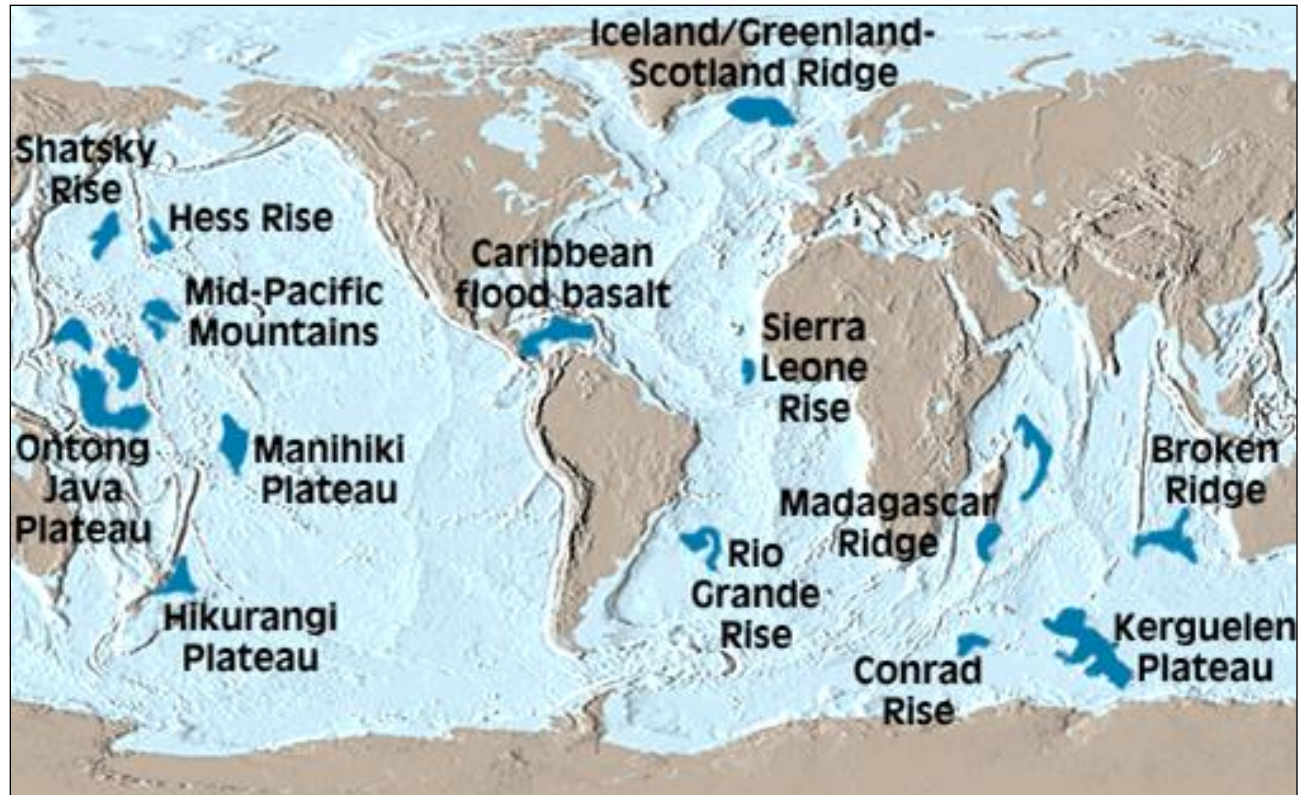 Iceland/Greenland-
Scotland Ridge
Shatsky
Rise
Hess Rise
Caribbean
flood basalt
Mid-Pacific
Mountains
Sierra
Leone
Rise
Ontong
Java
Plateau
Manihiki
Plateau
Broken
Ridge
Madagascar
Ridge
Rio
Grande
Rise
Hikurangi
Plateau
Kerguelen
Plateau
Conrad
Rise